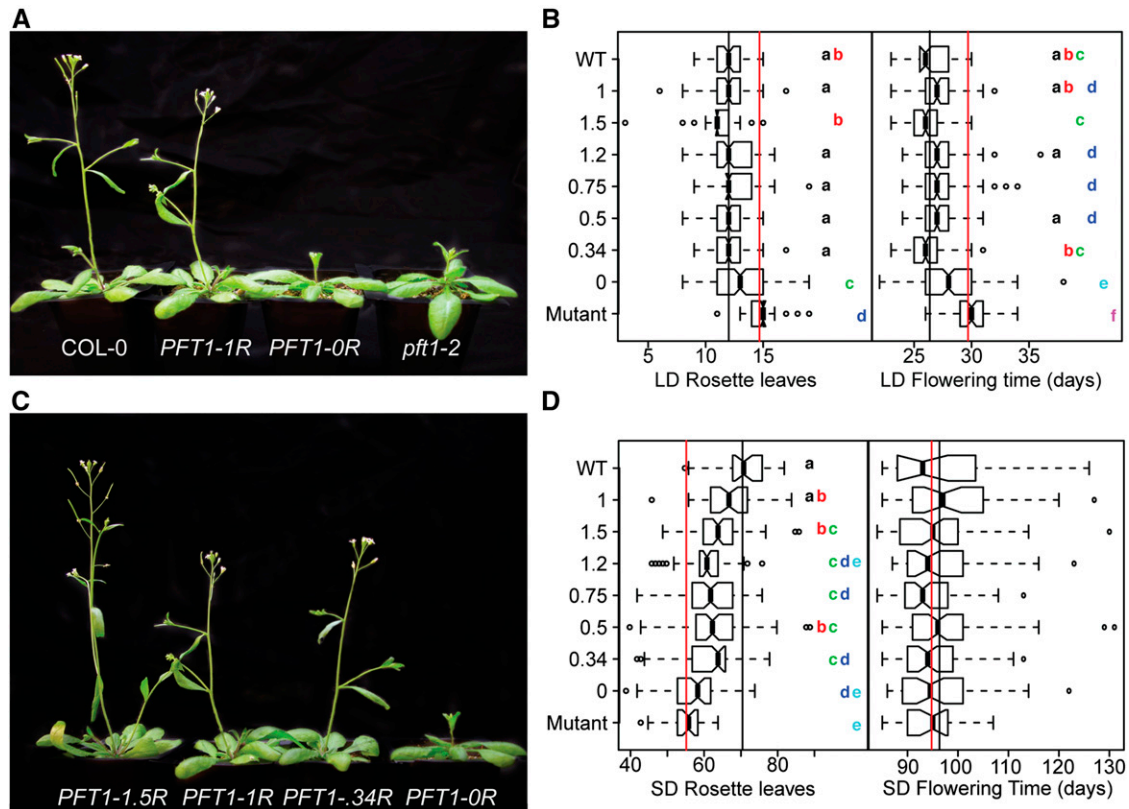 A
COL-0 PFT1-1R PFT1-0R pft1-2
B
WT a b a b c
1 a a b d
1.5 b c
1.2 a a d
0.75 a d
0.5 a a d
0.34 a b c
0 c e
Mutant d f
5 10 15 25 30 35
LD Rosette leaves LD Flowering time (days)
C
PFT1-1.5R PFT1-1R PFT1-.34R PFT1-0R
D
WT a
1 a b
1.5 b c
1.2 c d e
0.75 c d
0.5 b c
0.34 c d
0 d e
Mutant e
40 60 80 90 100 110 120 130
SD Rosette leaves SD Flowering Time (days)